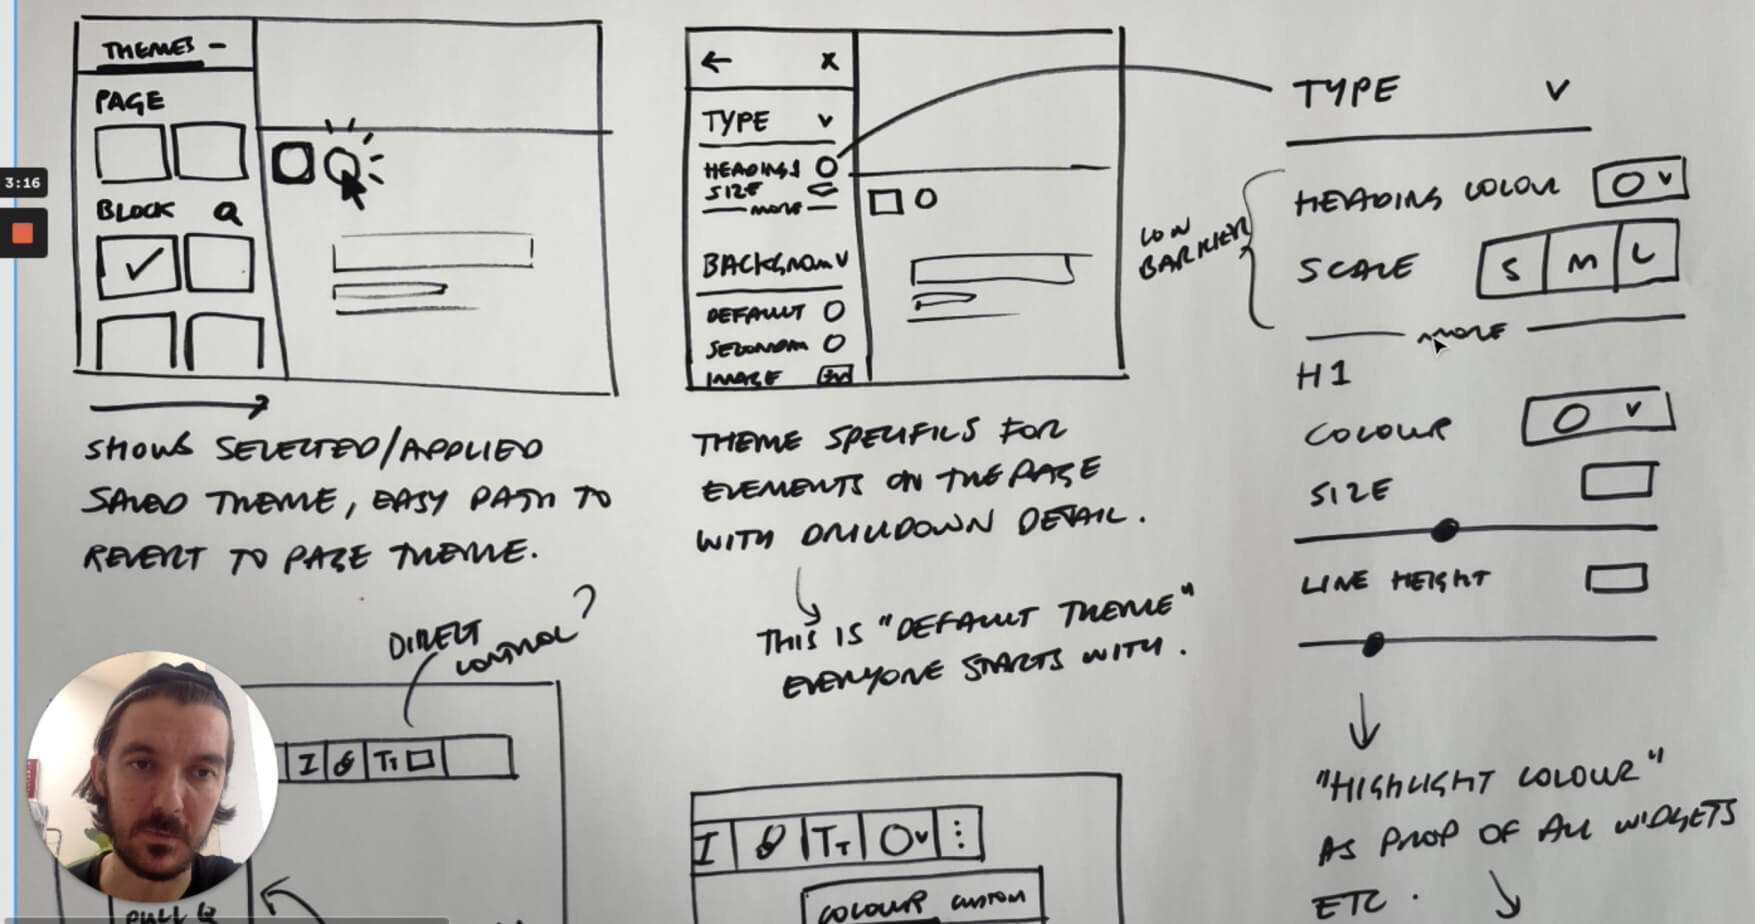 THEMES -
PAGE
BLOCK
SHOWS SELECTED/APPLIED
SAVED THEME, EASY PATH TO
REVERT TO PAGE THEME.
3:16
← X
TYPE
HEADINGS
SIZE
— MORE —
BACKGROUND
DEFAULT
SECONDARY
IMAGE
THEME SPECIFICS FOR
ELEMENTS ON THE PAGE
WITH DRILLDOWN DETAIL.
THIS IS "DEFAULT THEME"
EVERYONE STARTS WITH.
TYPE
LOW
BARRIER
HEADING COLOUR
SCALE S M L
MORE
H1
COLOUR
SIZE
LINE HEIGHT
"HIGHLIGHT COLOUR"
AS PROP OF ALL WIDGETS
ETC.
DIRECT
CONTROL?
I TT
I TT
COLOUR CUSTOM
PULL Q